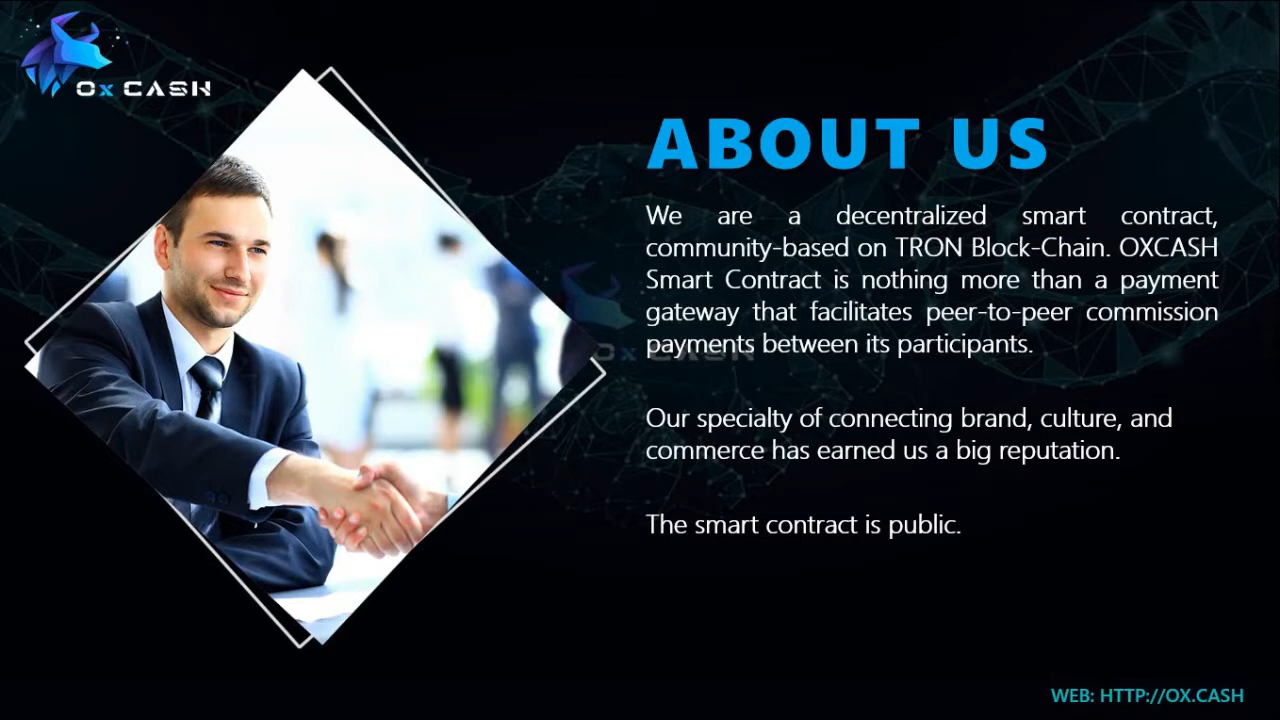 Ox CASH
ABOUT US
We are a decentralized smart contract,
community-based on TRON Block-Chain. OXCASH
Smart Contract is nothing more than a payment
gateway that facilitates peer-to-peer commission
payments between its participants.
Ox CASH
Our specialty of connecting brand, culture, and
commerce has earned us a big reputation.
The smart contract is public.
WEB: HTTP://OX.CASH